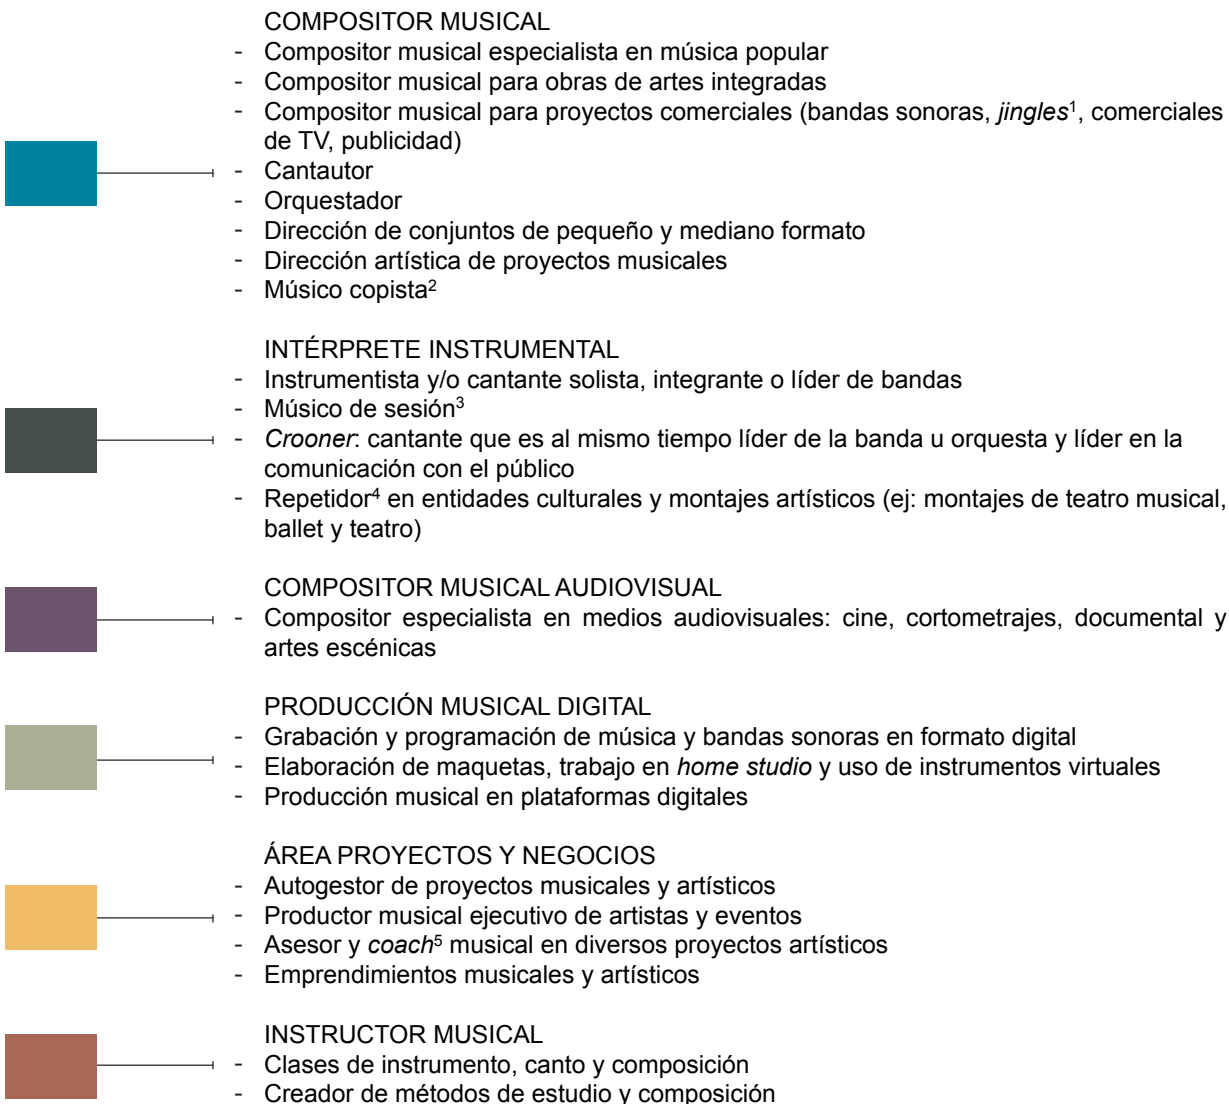 COMPOSITOR MUSICAL
- Compositor musical especialista en música popular
- Compositor musical para obras de artes integradas
- Compositor musical para proyectos comerciales (bandas sonoras, jingles¹, comerciales
de TV, publicidad)
- Cantautor
- Orquestador
- Dirección de conjuntos de pequeño y mediano formato
- Dirección artística de proyectos musicales
- Músico copista²
INTÉRPRETE INSTRUMENTAL
- Instrumentista y/o cantante solista, integrante o líder de bandas
- Músico de sesión³
- Crooner: cantante que es al mismo tiempo líder de la banda u orquesta y líder en la
comunicación con el público
- Repetidor⁴ en entidades culturales y montajes artísticos (ej: montajes de teatro musical,
ballet y teatro)
COMPOSITOR MUSICAL AUDIOVISUAL
- Compositor especialista en medios audiovisuales: cine, cortometrajes, documental y
artes escénicas
PRODUCCIÓN MUSICAL DIGITAL
- Grabación y programación de música y bandas sonoras en formato digital
- Elaboración de maquetas, trabajo en home studio y uso de instrumentos virtuales
- Producción musical en plataformas digitales
ÁREA PROYECTOS Y NEGOCIOS
- Autogestor de proyectos musicales y artísticos
- Productor musical ejecutivo de artistas y eventos
- Asesor y coach⁵ musical en diversos proyectos artísticos
- Emprendimientos musicales y artísticos
INSTRUCTOR MUSICAL
- Clases de instrumento, canto y composición
- Creador de métodos de estudio y composición